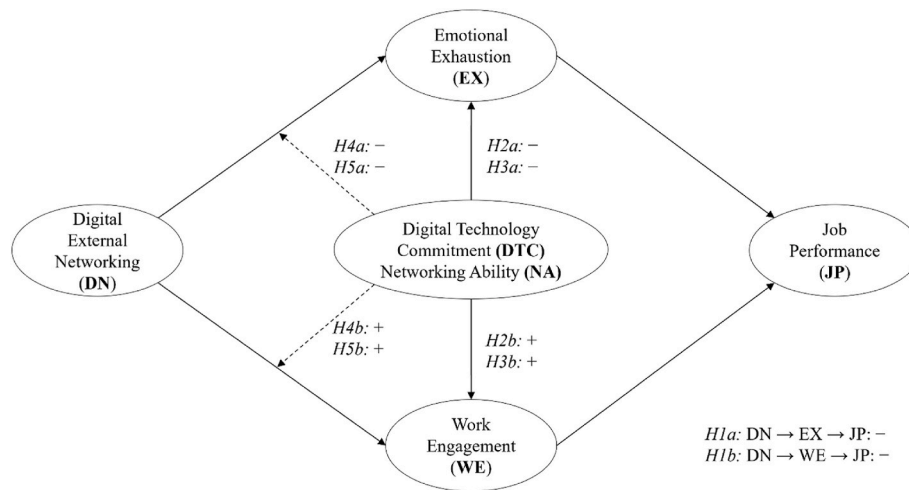 Emotional
Exhaustion
(EX)
H4a: −
H5a: −
H2a: −
H3a: −
Digital
External
Networking
(DN)
Digital Technology
Commitment (DTC)
Networking Ability (NA)
Job
Performance
(JP)
H4b: +
H5b: +
H2b: +
H3b: +
Work
Engagement
(WE)
H1a: DN → EX → JP: −
H1b: DN → WE → JP: −